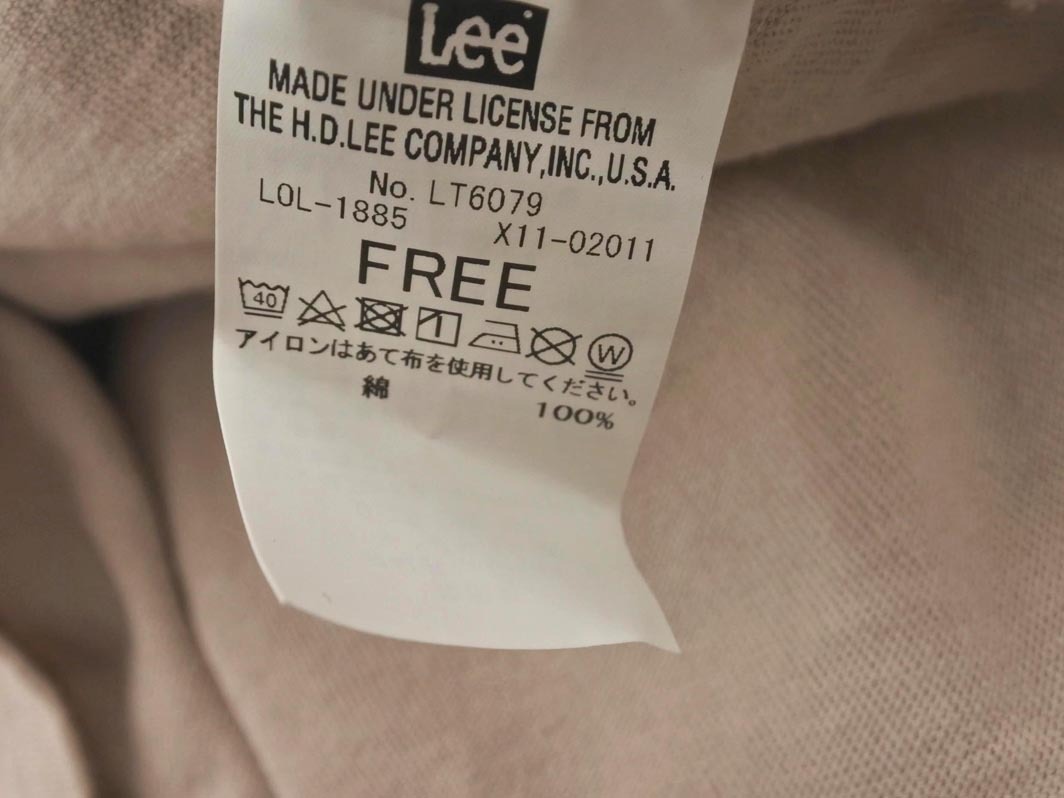 Lee
MADE UNDER LICENSE FROM
THE H.D.LEE COMPANY,INC.,U.S.A.
No. LT6079
LOL-1885 X11-02011
FREE
40 W
アイロンはあて布を使用してください。
綿 100%